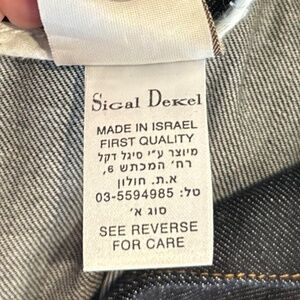 Sigal Dekel
MADE IN ISRAEL
FIRST QUALITY
מיוצר ע״י סיגל דקל
רח׳ המכתש 6,
א.ת. חולון
טל: 03-5594985
סוג א׳
SEE REVERSE
FOR CARE